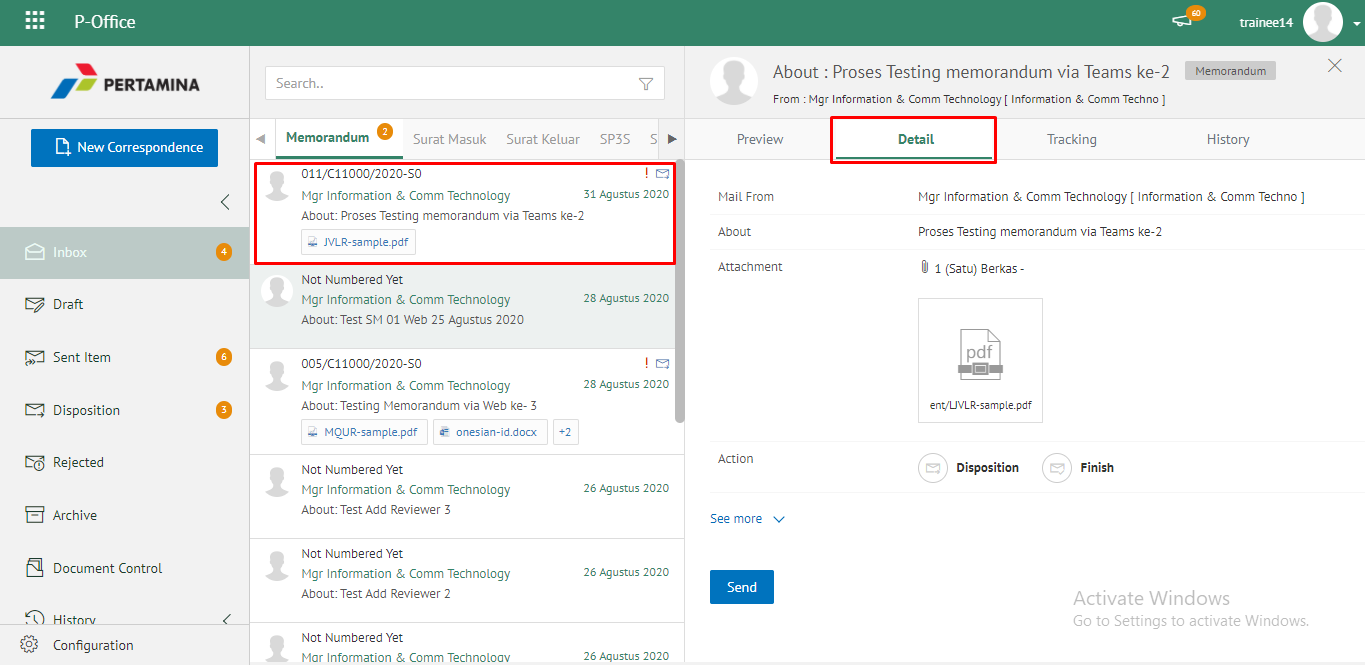 P-Office
60
trainee14
PERTAMINA
New Correspondence
Inbox 4
Draft
Sent Item 6
Disposition 3
Rejected
Archive
Document Control
History
Configuration
Search..
Memorandum 2 Surat Masuk Surat Keluar SP3S S
011/C11000/2020-S0 !
Mgr Information & Comm Technology 31 Agustus 2020
About: Proses Testing memorandum via Teams ke-2
JVLR-sample.pdf
Not Numbered Yet
Mgr Information & Comm Technology 28 Agustus 2020
About: Test SM 01 Web 25 Agustus 2020
005/C11000/2020-S0 !
Mgr Information & Comm Technology 28 Agustus 2020
About: Testing Memorandum via Web ke- 3
MQUR-sample.pdf onesian-id.docx +2
Not Numbered Yet
Mgr Information & Comm Technology 26 Agustus 2020
About: Test Add Reviewer 3
Not Numbered Yet
Mgr Information & Comm Technology 26 Agustus 2020
About: Test Add Reviewer 2
Not Numbered Yet
Mgr Information & Comm Technology 26 Agustus 2020
About : Proses Testing memorandum via Teams ke-2 Memorandum
From : Mgr Information & Comm Technology [ Information & Comm Techno ]
Preview Detail Tracking History
Mail From Mgr Information & Comm Technology [ Information & Comm Techno ]
About Proses Testing memorandum via Teams ke-2
Attachment 1 (Satu) Berkas -
pdf
ent/LJVLR-sample.pdf
Action Disposition Finish
See more
Send
Activate Windows
Go to Settings to activate Windows.